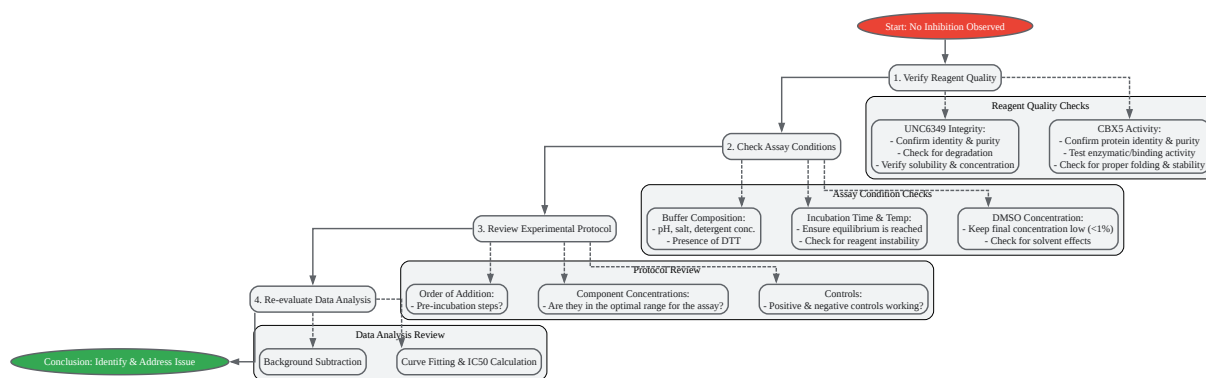 Start: No Inhibition Observed
1. Verify Reagent Quality
Reagent Quality Checks
UNC6349 Integrity:
- Confirm identity & purity
- Check for degradation
- Verify solubility & concentration
CBX5 Activity:
- Confirm protein identity & purity
- Test enzymatic/binding activity
- Check for proper folding & stability
2. Check Assay Conditions
Assay Condition Checks
Buffer Composition:
- pH, salt, detergent conc.
- Presence of DTT
Incubation Time & Temp:
- Ensure equilibrium is reached
- Check for reagent instability
DMSO Concentration:
- Keep final concentration low (<1%)
- Check for solvent effects
3. Review Experimental Protocol
Protocol Review
Order of Addition:
- Pre-incubation steps?
Component Concentrations:
- Are they in the optimal range for the assay?
Controls:
- Positive & negative controls working?
4. Re-evaluate Data Analysis
Data Analysis Review
Background Subtraction
Curve Fitting & IC50 Calculation
Conclusion: Identify & Address Issue